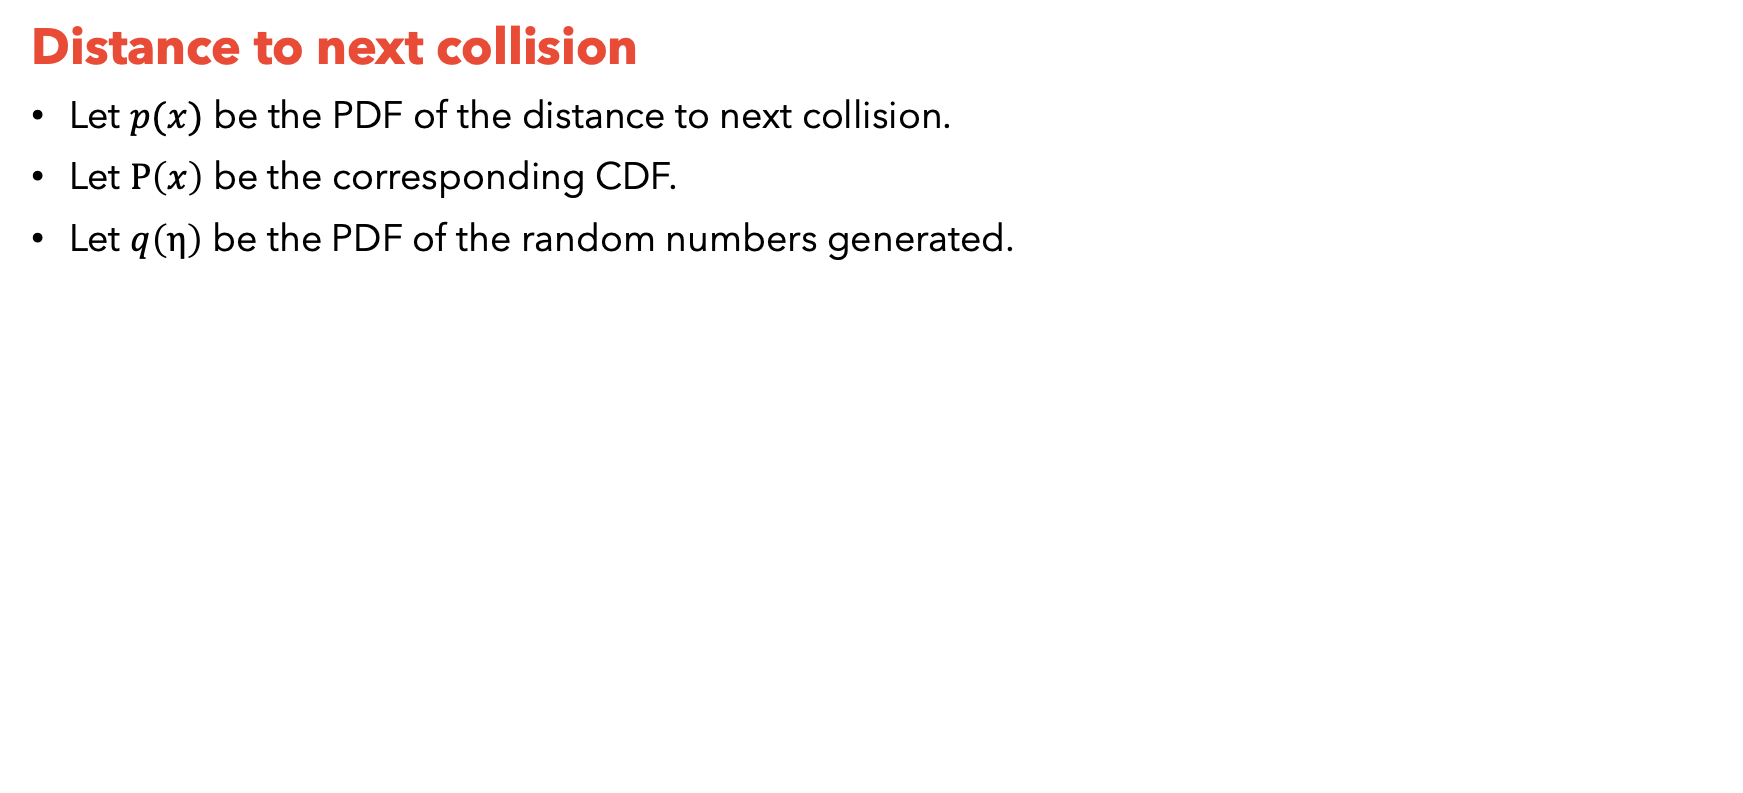 Distance to next collision
• Let p(x) be the PDF of the distance to next collision.
• Let P(x) be the corresponding CDF.
• Let q(η) be the PDF of the random numbers generated.